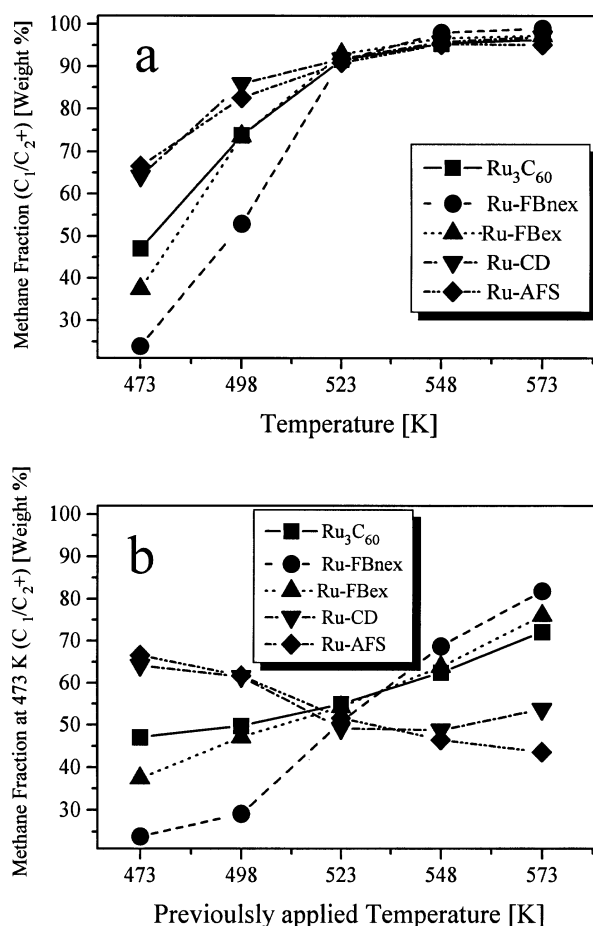 a
Methane Fraction (C₁/C₂+) [Weight %]
100
90
80
70
60
50
40
30
Ru₃C₆₀
Ru-FBnex
Ru-FBex
Ru-CD
Ru-AFS
473 498 523 548 573
Temperature [K]
b
Methane Fraction at 473 K (C ₁/C₂+) [Weight %]
100
90
80
70
60
50
40
30
Ru₃C₆₀
Ru-FBnex
Ru-FBex
Ru-CD
Ru-AFS
473 498 523 548 573
Previoulsly applied Temperature [K]